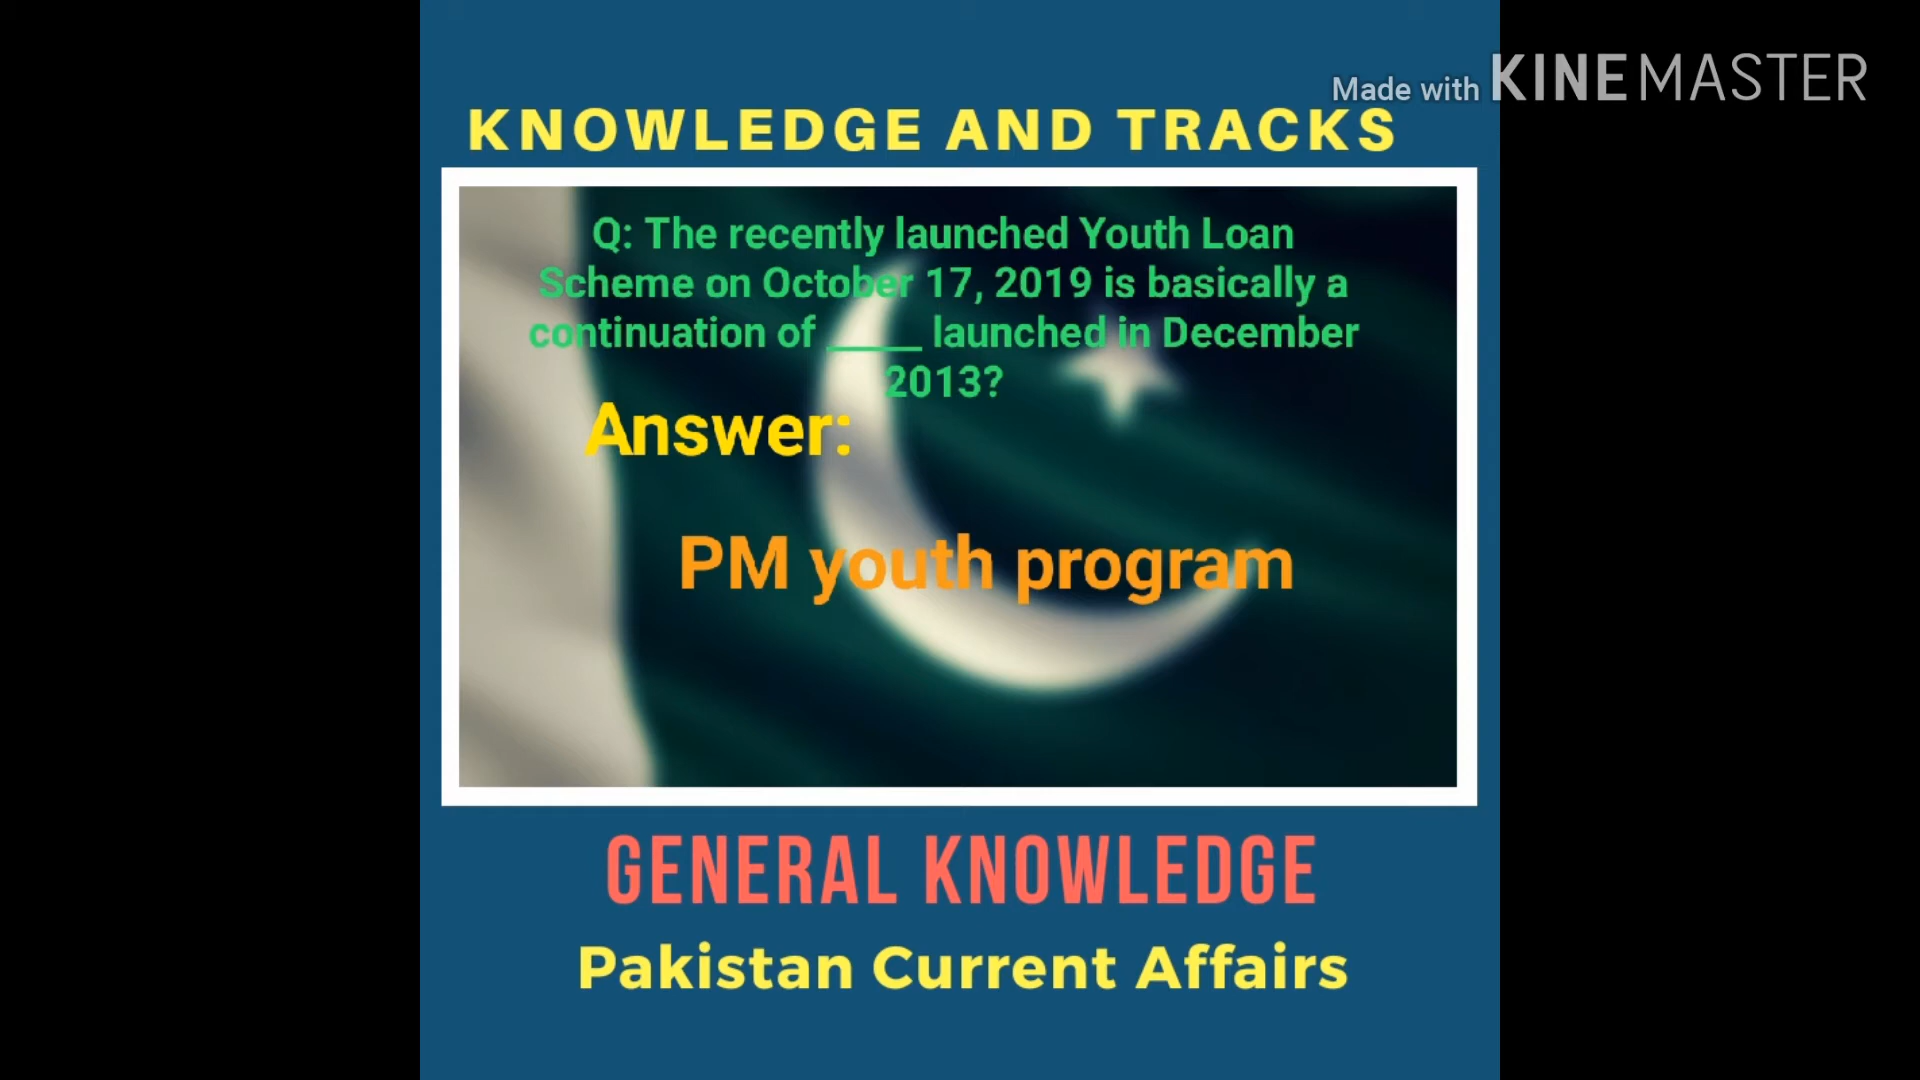 Made with KINEMASTER
KNOWLEDGE AND TRACKS
Q: The recently launched Youth Loan
Scheme on October 17, 2019 is basically a
continuation of _____ launched in December
2013?
Answer:
PM youth program
GENERAL KNOWLEDGE
Pakistan Current Affairs